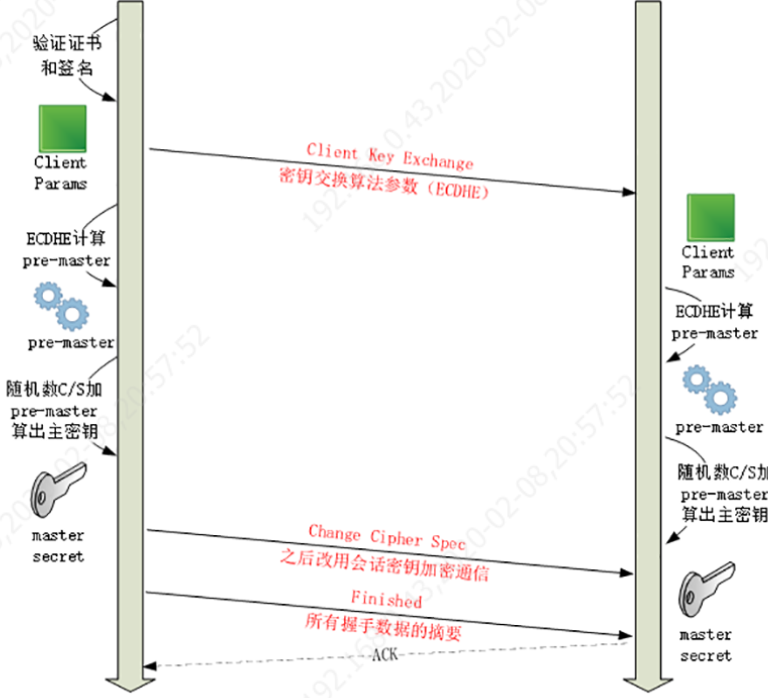 验证证书
和签名
Client
Params
Client Key Exchange
密钥交换算法参数（ECDHE）
Client
Params
ECDHE计算
pre-master
pre-master
ECDHE计算
pre-master
随机数C/S加
pre-master
算出主密钥
pre-master
随机数C/S加
pre-master
算出主密钥
master
secret
Change Cipher Spec
之后改用会话密钥加密通信
Finished
所有握手数据的摘要
ACK
master
secret